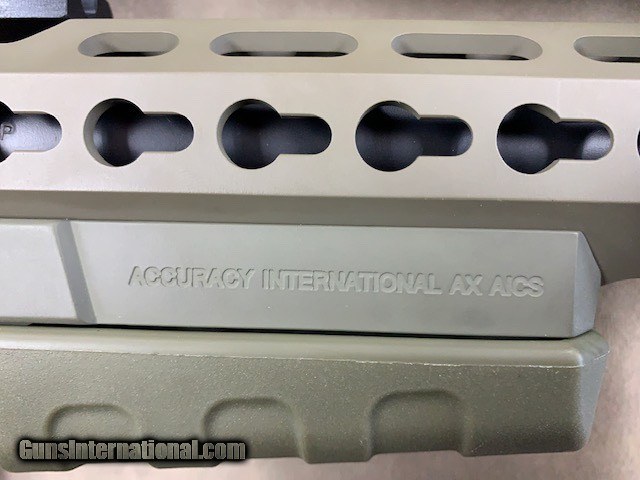 P
ACCURACY INTERNATIONAL AX AICS
GunsInternational.com